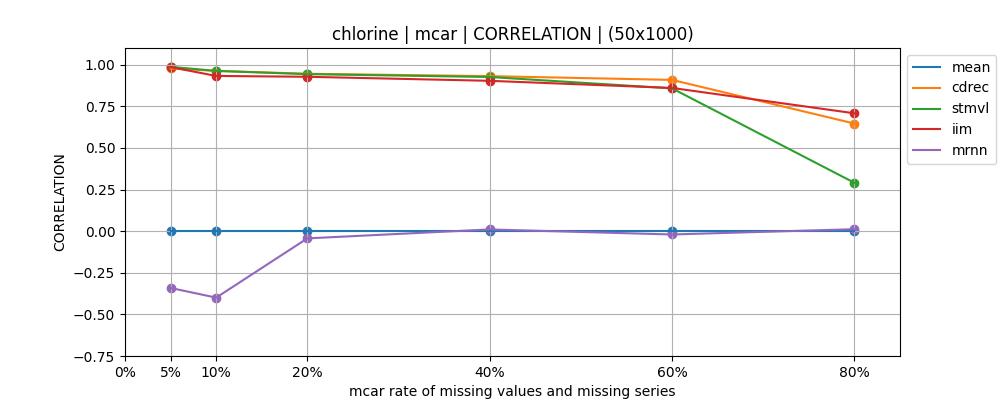 chlorine | mcar | CORRELATION | (50x1000)
CORRELATION
1.00
0.75
0.50
0.25
0.00
−0.25
−0.50
−0.75
0%
5%
10%
20%
40%
60%
80%
mcar rate of missing values and missing series
mean
cdrec
stmvl
iim
mrnn